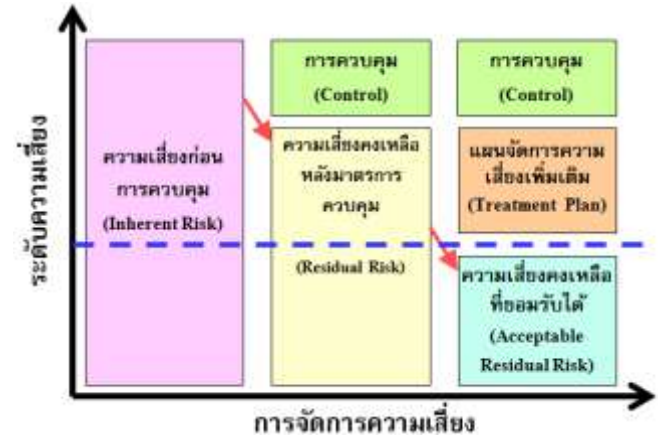 ระดับความเสี่ยง
ความเสี่ยงก่อน
การควบคุม
(Inherent Risk)
การควบคุม
(Control)
ความเสี่ยงคงเหลือ
หลังมาตรการ
ควบคุม
(Residual Risk)
การควบคุม
(Control)
แผนจัดการความ
เสี่ยงเพิ่มเติม
(Treatment Plan)
ความเสี่ยงคงเหลือ
ที่ยอมรับได้
(Acceptable
Residual Risk)
การจัดการความเสี่ยง